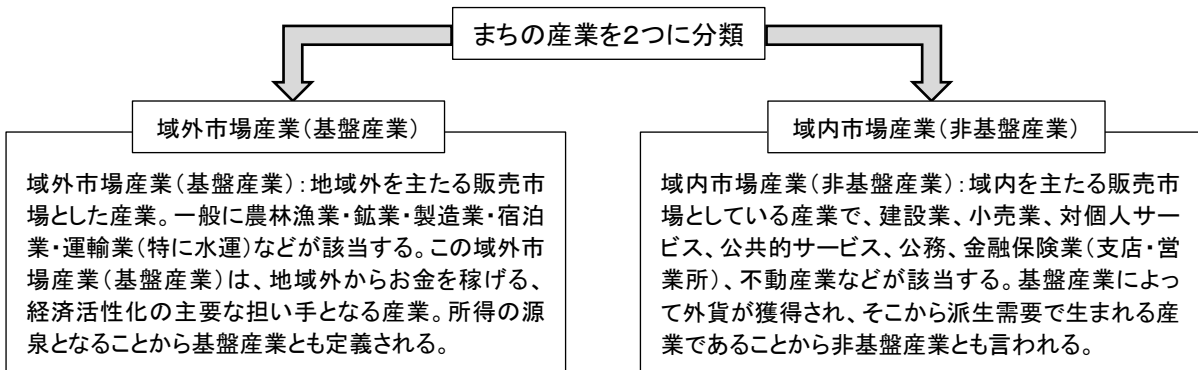 まちの産業を2つに分類
域外市場産業(基盤産業)
域外市場産業(基盤産業):地域外を主たる販売市
場とした産業。一般に農林漁業・鉱業・製造業・宿泊
業・運輸業(特に水運)などが該当する。この域外市
場産業(基盤産業)は、地域外からお金を稼げる、
経済活性化の主要な担い手となる産業。所得の源
泉となることから基盤産業とも定義される。
域内市場産業(非基盤産業)
域内市場産業(非基盤産業):域内を主たる販売市
場としている産業で、建設業、小売業、対個人サー
ビス、公共的サービス、公務、金融保険業(支店・営
業所)、不動産業などが該当する。基盤産業によっ
て外貨が獲得され、そこから派生需要で生まれる産
業であることから非基盤産業とも言われる。